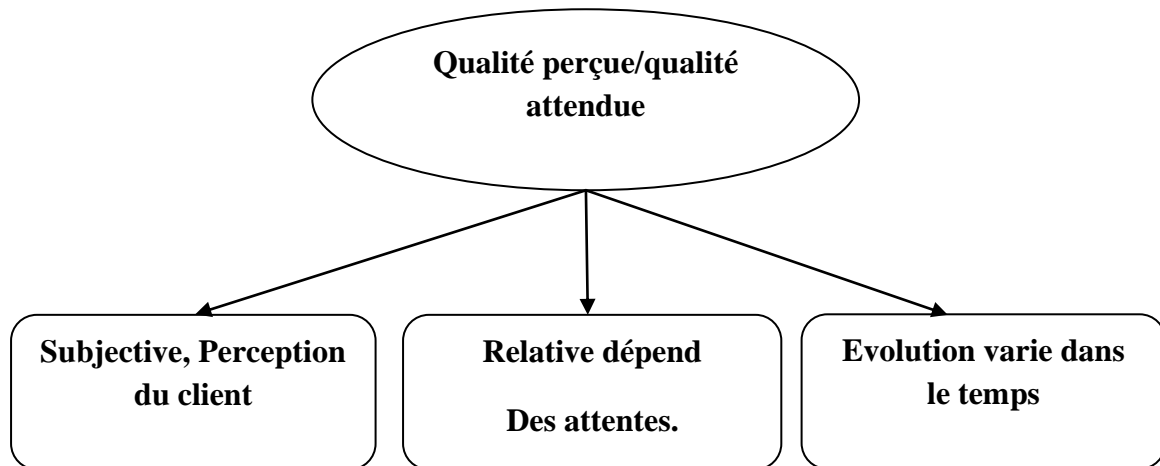 Qualité perçue/qualité
attendue
Subjective, Perception
du client
Relative dépend
Des attentes.
Evolution varie dans
le temps